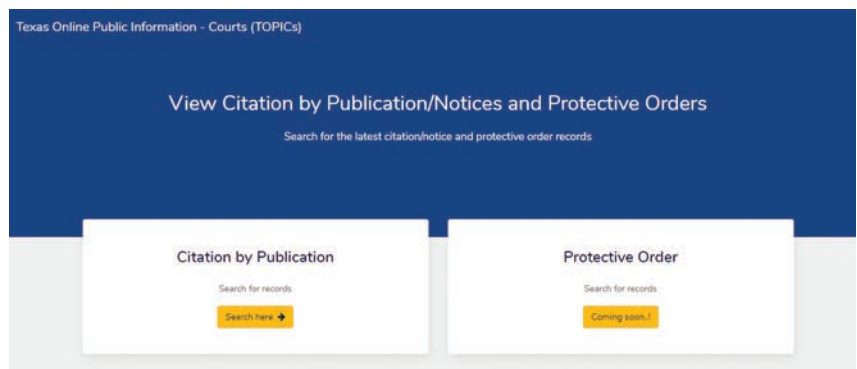 Texas Online Public Information - Courts (TOPICs)
View Citation by Publication/Notices and Protective Orders
Search for the latest citation/notice and protective order records
Citation by Publication
Search for records
Search here →
Protective Order
Search for records
Coming soon..!